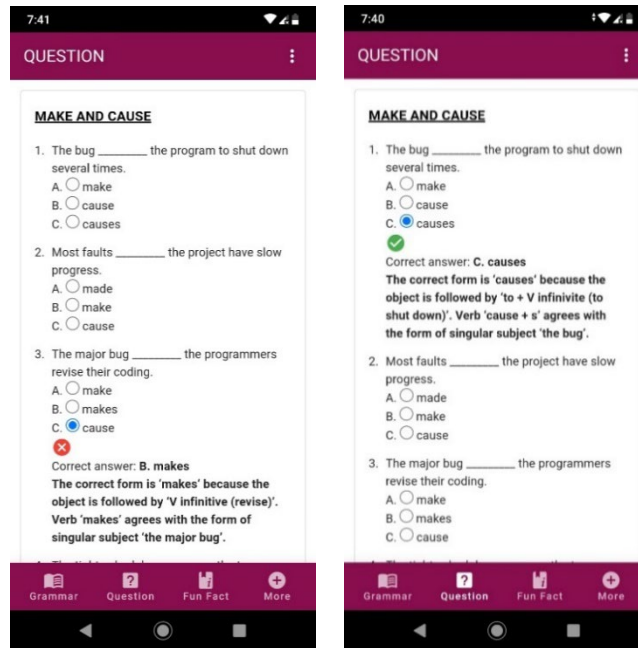 7:41
QUESTION
MAKE AND CAUSE
1. The bug ________ the program to shut down
several times.
A. make
B. cause
C. causes
2. Most faults ________ the project have slow
progress.
A. made
B. make
C. cause
3. The major bug ________ the programmers
revise their coding.
A. make
B. makes
C. cause
Correct answer: B. makes
The correct form is 'makes' because the
object is followed by 'V infinitive (revise)'.
Verb 'makes' agrees with the form of
singular subject 'the major bug'.
Grammar
Question
Fun Fact
More
7:40
QUESTION
MAKE AND CAUSE
1. The bug ________ the program to shut down
several times.
A. make
B. cause
C. causes
Correct answer: C. causes
The correct form is 'causes' because the
object is followed by 'to + V infinivite (to
shut down)'. Verb 'cause + s' agrees with
the form of singular subject 'the bug'.
2. Most faults ________ the project have slow
progress.
A. made
B. make
C. cause
3. The major bug ________ the programmers
revise their coding.
A. make
B. makes
C. cause
Grammar
Question
Fun Fact
More